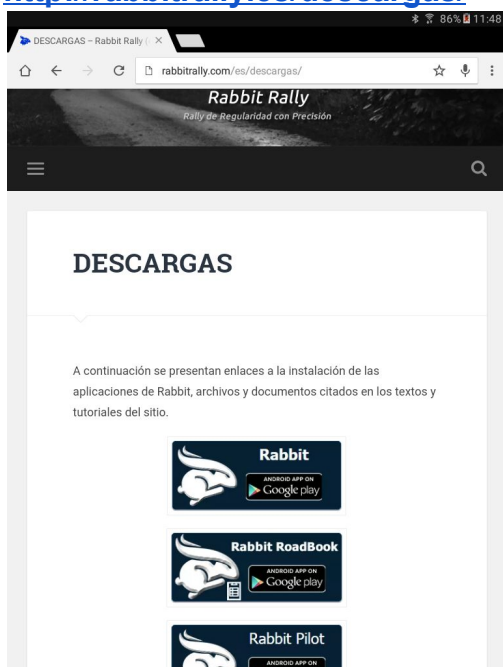 http://rabbitrally.es/descargas/
86% 11:48
DESCARGAS – Rabbit Rally (
rabbitrally.com/es/descargas/
Rabbit Rally
Rally de Regularidad con Precisión
DESCARGAS
A continuación se presentan enlaces a la instalación de las
aplicaciones de Rabbit, archivos y documentos citados en los textos y
tutoriales del sitio.
Rabbit
ANDROID APP ON
Google play
Rabbit RoadBook
ANDROID APP ON
Google play
Rabbit Pilot
ANDROID APP ON